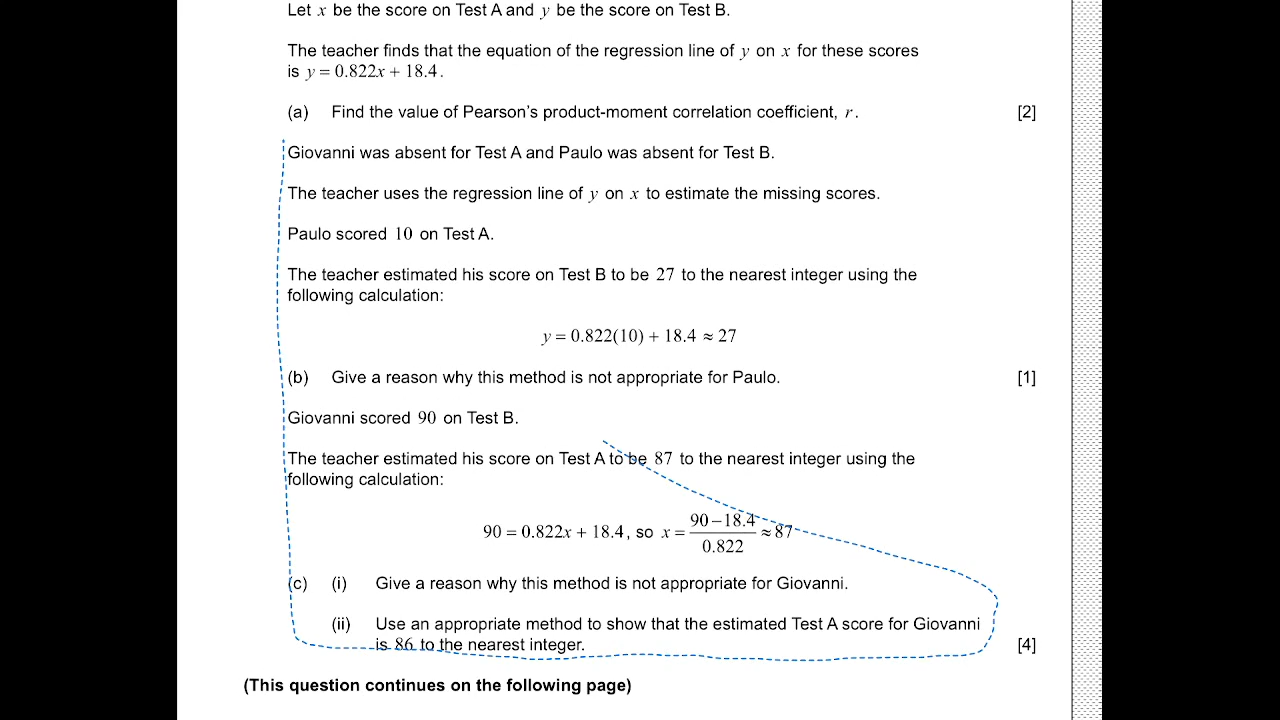 Let x be the score on Test A and y be the score on Test B.
The teacher finds that the equation of the regression line of y on x for these scores
is y = 0.822x + 18.4.
(a) Find the value of Pearson's product-moment correlation coefficient, r. [2]
Giovanni was absent for Test A and Paulo was absent for Test B.
The teacher uses the regression line of y on x to estimate the missing scores.
Paulo scored 10 on Test A.
The teacher estimated his score on Test B to be 27 to the nearest integer using the
following calculation:
y = 0.822(10) + 18.4 ≈ 27
(b) Give a reason why this method is not appropriate for Paulo. [1]
Giovanni scored 90 on Test B.
The teacher estimated his score on Test A to be 87 to the nearest integer using the
following calculation:
90 = 0.822x + 18.4, so x = (90 − 18.4)/0.822 ≈ 87
(c) (i) Give a reason why this method is not appropriate for Giovanni.
(ii) an appropriate method to show that the estimated Test A score for Giovanni
is 86 to the nearest integer. [4]
(This question continues on the following page)